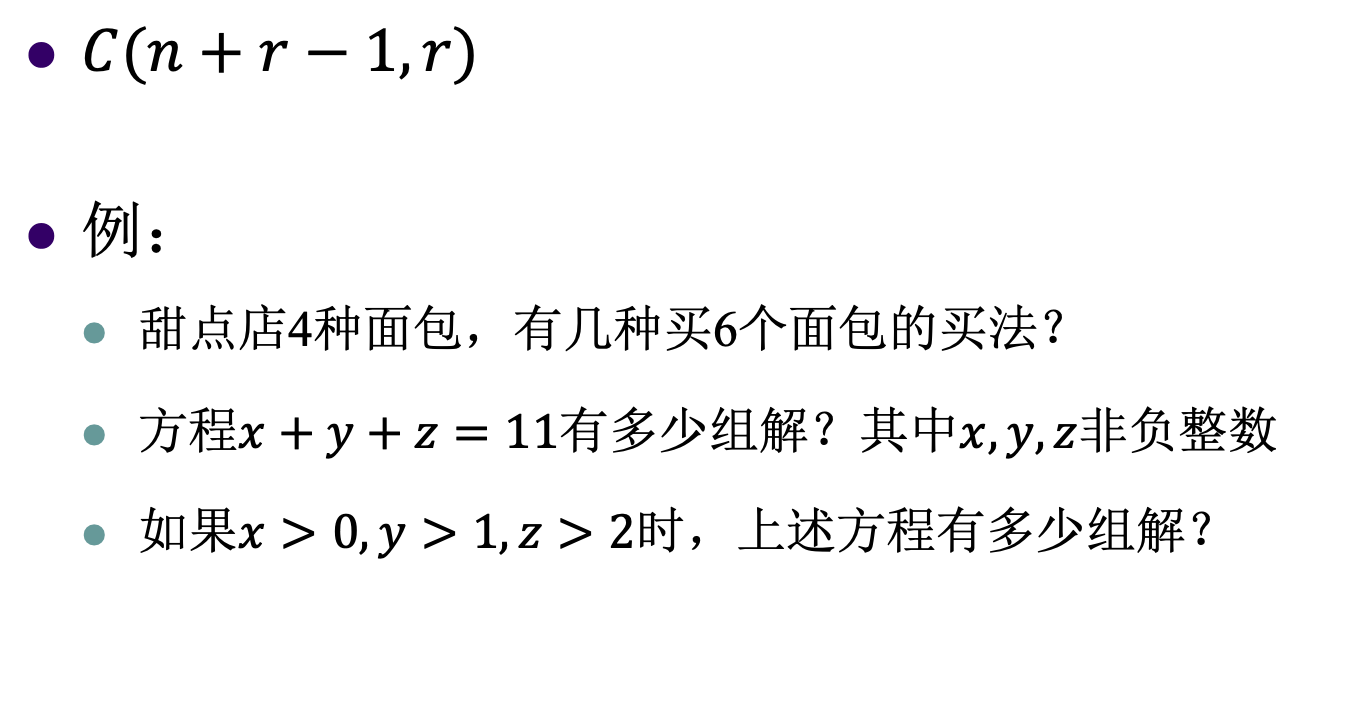 • C(n + r − 1, r)
• 例：
• 甜点店4种面包，有几种买6个面包的买法？
• 方程x + y + z = 11有多少组解？其中x, y, z非负整数
• 如果x > 0, y > 1, z > 2时，上述方程有多少组解？